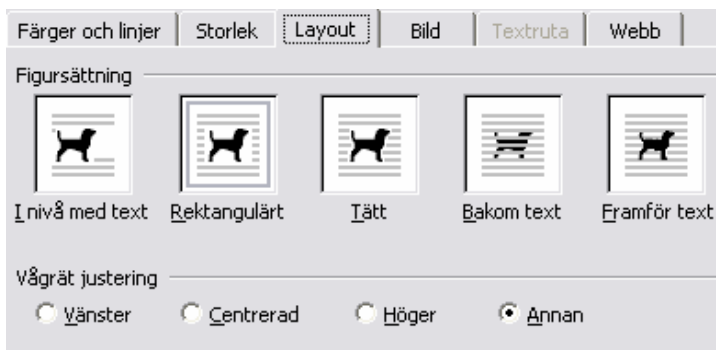 Färger och linjer Storlek Layout Bild Textruta Webb
Figursättning
I nivå med text Rektangulärt Tätt Bakom text Framför text
Vågrät justering
Vänster Centrerad Höger Annan